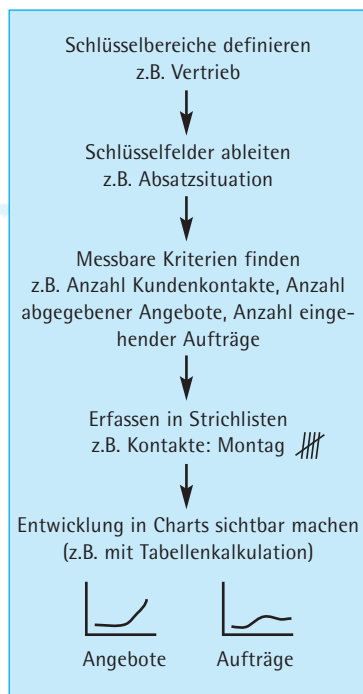 Schlüsselbereiche definieren
z.B. Vertrieb
Schlüsselfelder ableiten
z.B. Absatzsituation
Messbare Kriterien finden
z.B. Anzahl Kundenkontakte, Anzahl
abgegebener Angebote, Anzahl einge-
hender Aufträge
Erfassen in Strichlisten
z.B. Kontakte: Montag
Entwicklung in Charts sichtbar machen
(z.B. mit Tabellenkalkulation)
Angebote Aufträge